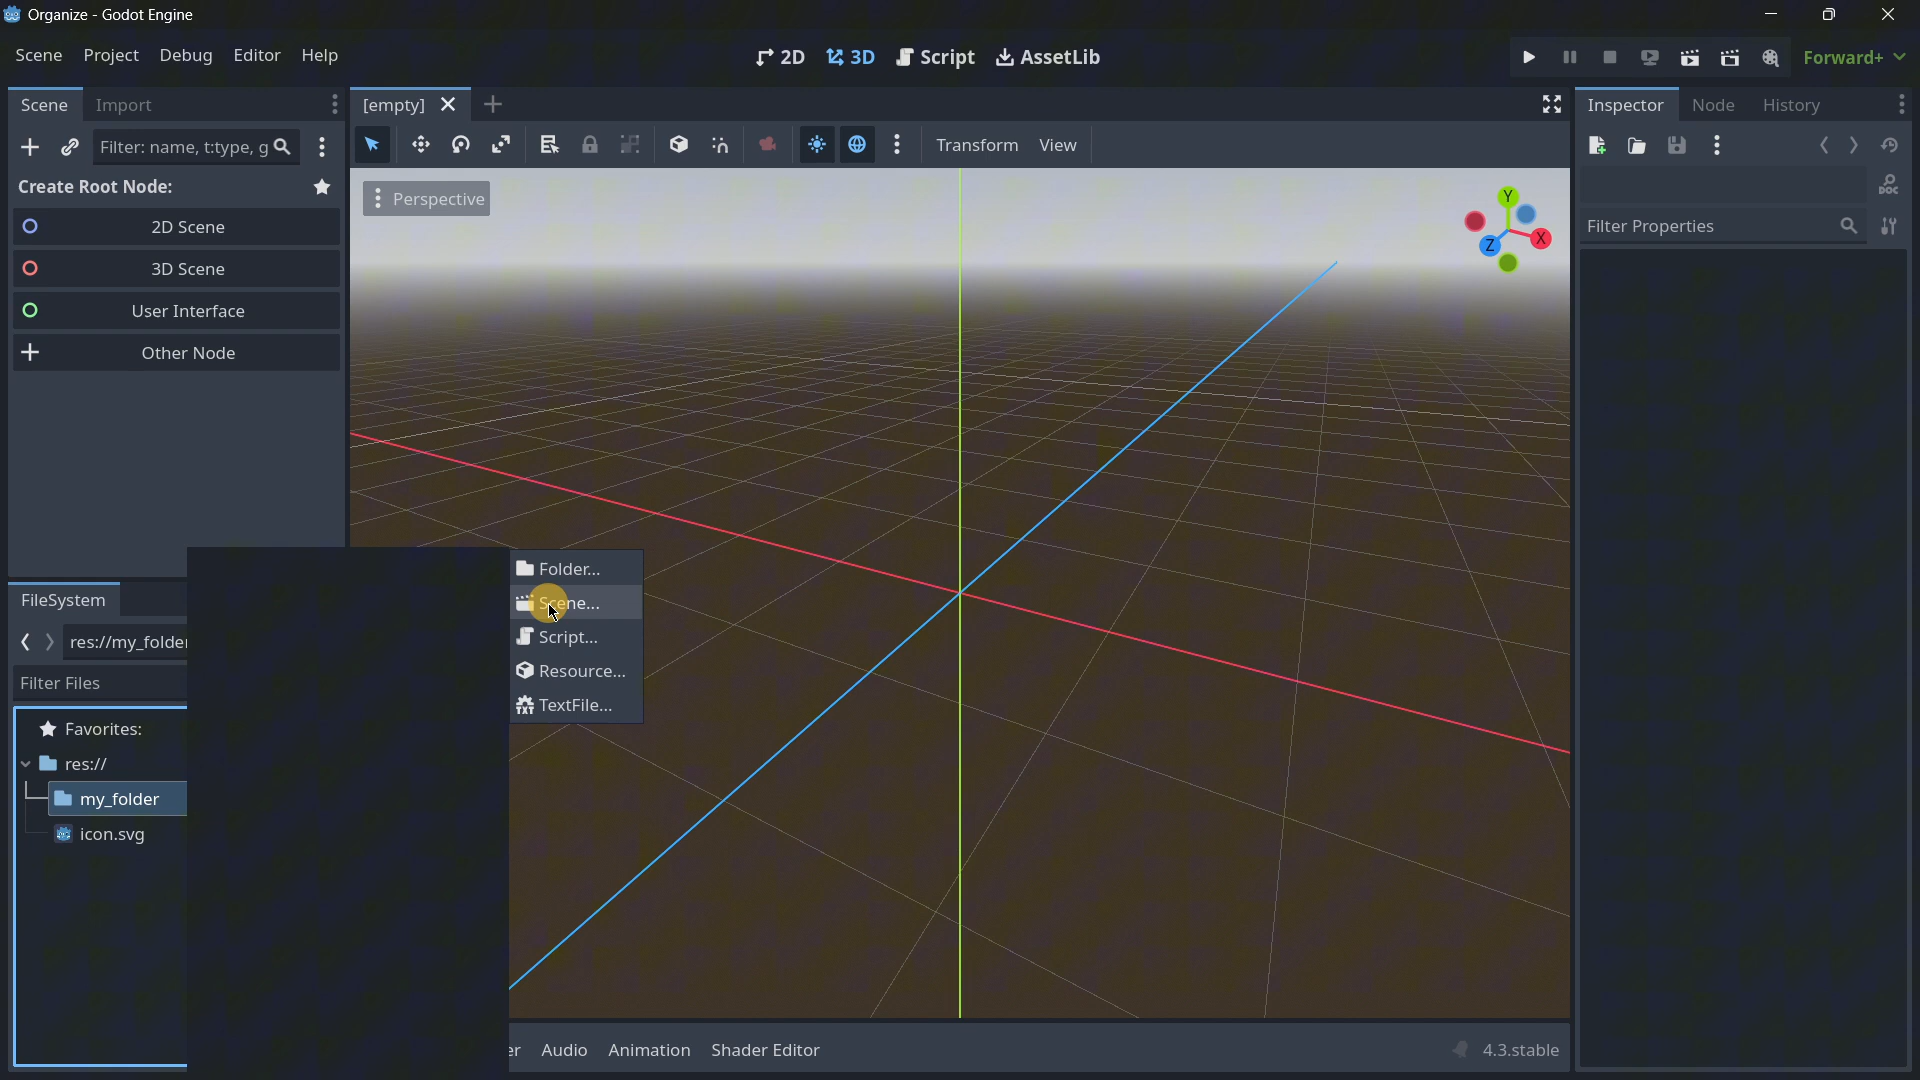 Organize - Godot Engine
Scene Project Debug Editor Help
2D 3D Script AssetLib
Forward+
Scene Import
[empty]
Inspector Node History
Filter: name, t:type, g
Transform View
DOC
Create Root Node:
2D Scene
3D Scene
User Interface
Other Node
Perspective
Y
X
Z
Filter Properties
FileSystem
res://my_folder
Filter Files
Favorites:
res://
my_folder
icon.svg
Folder...
Scene...
Script...
Resource...
TextFile...
er Audio Animation Shader Editor
4.3.stable